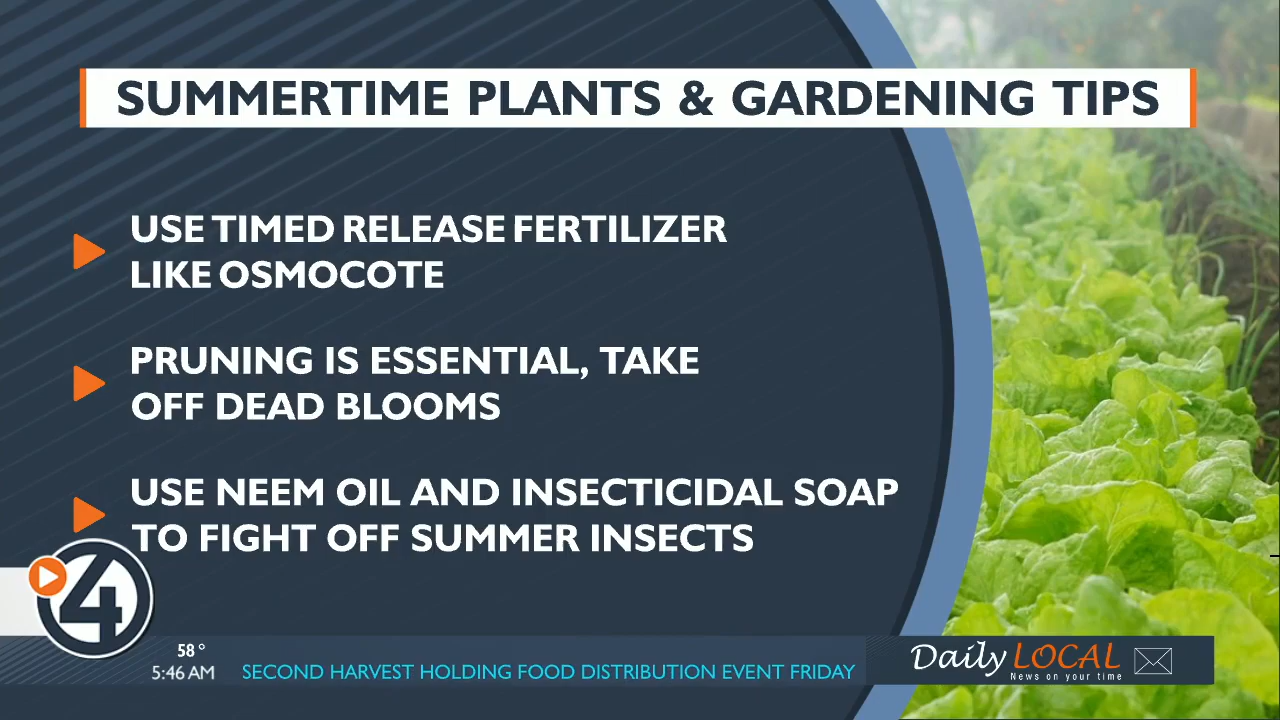 SUMMERTIME PLANTS & GARDENING TIPS
USE TIMED RELEASE FERTILIZER
LIKE OSMOCOTE
PRUNING IS ESSENTIAL, TAKE
OFF DEAD BLOOMS
USE NEEM OIL AND INSECTICIDAL SOAP
TO FIGHT OFF SUMMER INSECTS
4
58°
5:46 AM
SECOND HARVEST HOLDING FOOD DISTRIBUTION EVENT FRIDAY
Daily LOCAL
News on your time